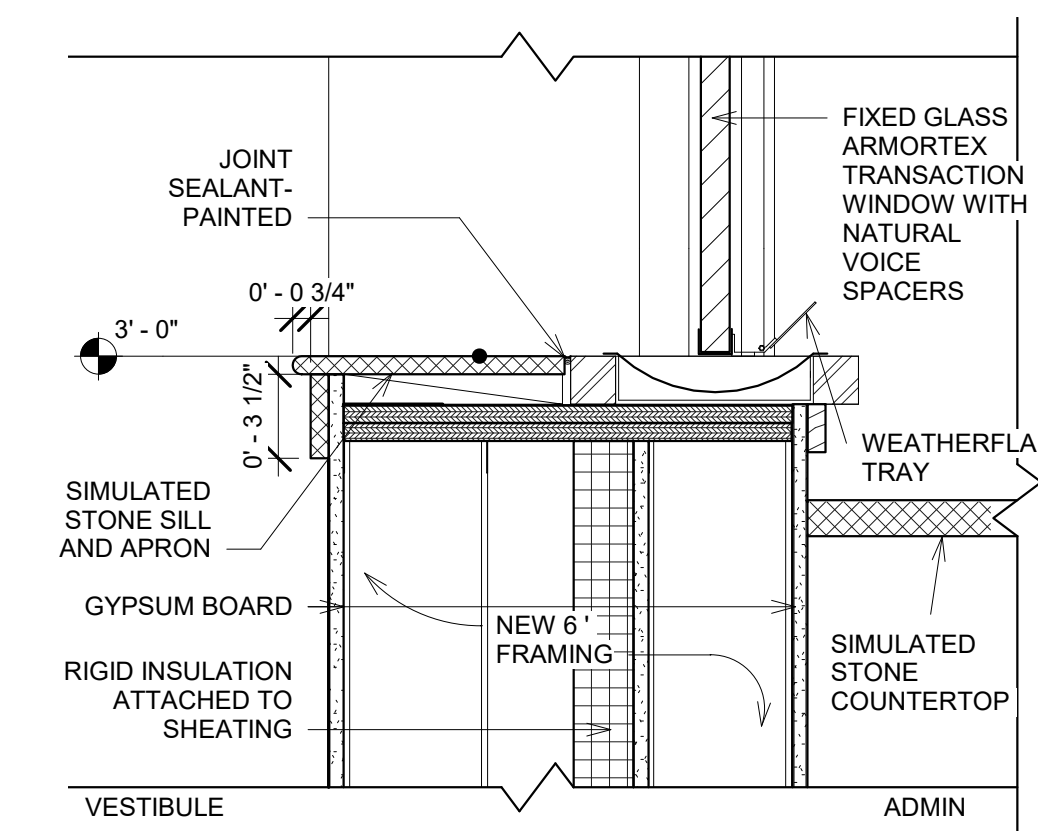 FIXED GLASS
ARMORTEX
TRANSACTION
WINDOW WITH
NATURAL
VOICE
SPACERS
JOINT
SEALANT-
PAINTED
0' - 0 3/4"
3' - 0"
0' - 3 1/2"
WEATHERFLA
TRAY
SIMULATED
STONE SILL
AND APRON
GYPSUM BOARD
NEW 6 '
FRAMING
RIGID INSULATION
ATTACHED TO
SHEATING
SIMULATED
STONE
COUNTERTOP
VESTIBULE
ADMIN